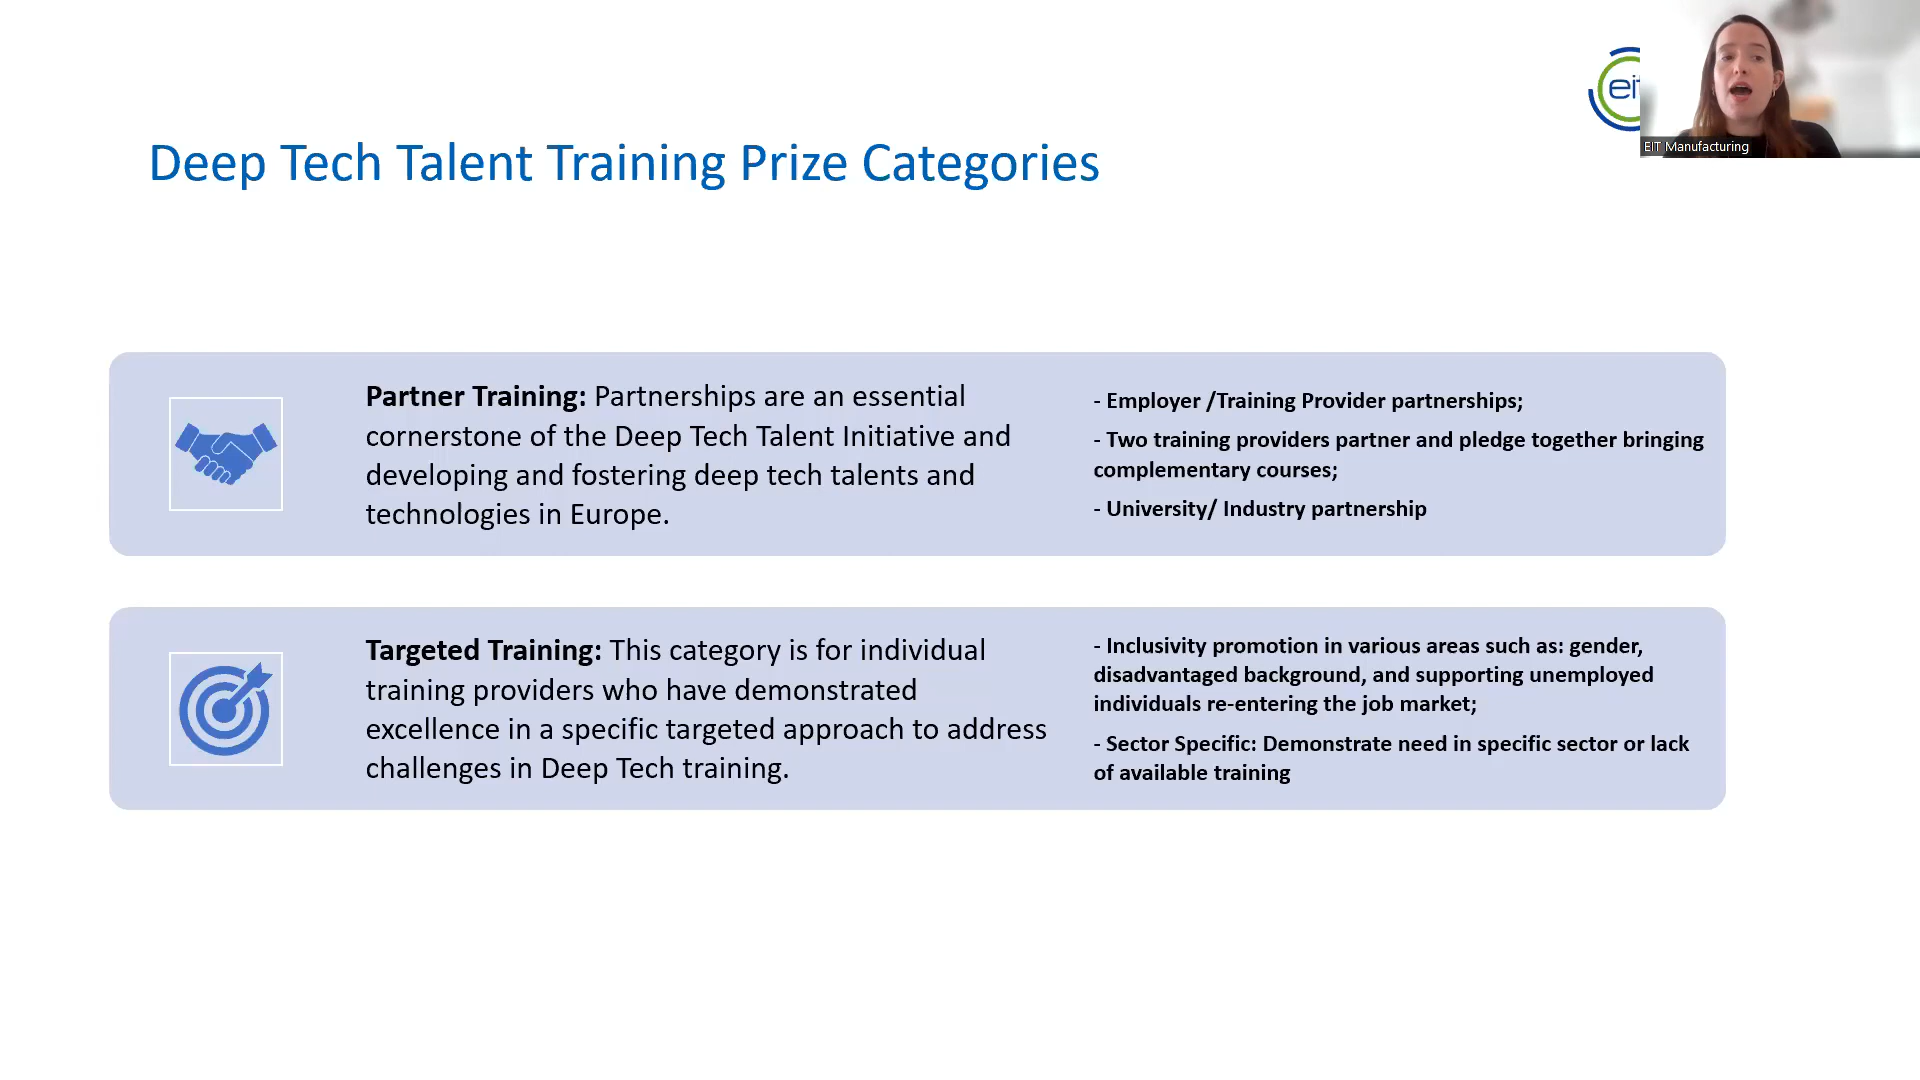 ei
EIT Manufacturing
Deep Tech Talent Training Prize Categories
Partner Training: Partnerships are an essential
cornerstone of the Deep Tech Talent Initiative and
developing and fostering deep tech talents and
technologies in Europe.
- Employer /Training Provider partnerships;
- Two training providers partner and pledge together bringing
complementary courses;
- University/ Industry partnership
Targeted Training: This category is for individual
training providers who have demonstrated
excellence in a specific targeted approach to address
challenges in Deep Tech training.
- Inclusivity promotion in various areas such as: gender,
disadvantaged background, and supporting unemployed
individuals re-entering the job market;
- Sector Specific: Demonstrate need in specific sector or lack
of available training